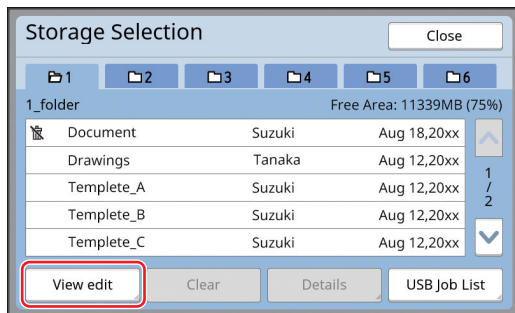 Storage Selection
Close
1 2 3 4 5 6
1_folder Free Area: 11339MB (75%)
Document Suzuki Aug 18,20xx
Drawings Tanaka Aug 12,20xx
Templete_A Suzuki Aug 12,20xx
Templete_B Suzuki Aug 12,20xx
Templete_C Suzuki Aug 12,20xx
1
/
2
View edit Clear Details USB Job List